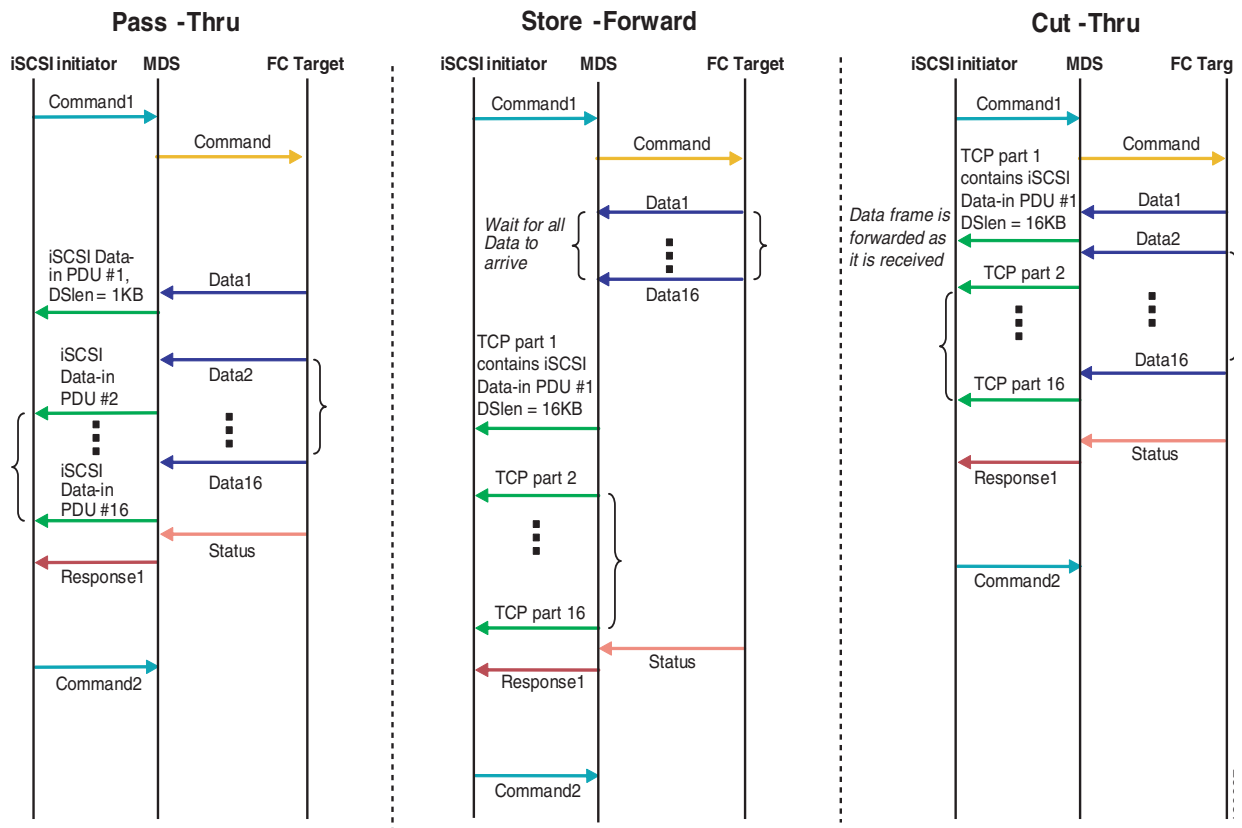 Pass -Thru
iSCSI initiator MDS FC Target
Command1
Command
iSCSI Data-
in PDU #1,
DSlen = 1KB
Data1
iSCSI
Data-in
PDU #2
Data2
iSCSI
Data-in
PDU #16
Data16
Status
Response1
Command2
Store -Forward
iSCSI initiator MDS FC Target
Command1
Command
Data1
Wait for all
Data to
arrive
Data16
TCP part 1
contains iSCSI
Data-in PDU #1
DSlen = 16KB
TCP part 2
TCP part 16
Status
Response1
Command2
Cut -Thru
iSCSI initiator MDS FC Targ
Command1
Command
TCP part 1
contains iSCSI
Data-in PDU #1
DSlen = 16KB
Data1
Data frame is
forwarded as
it is received
Data2
TCP part 2
Data16
TCP part 16
Status
Response1
Command2